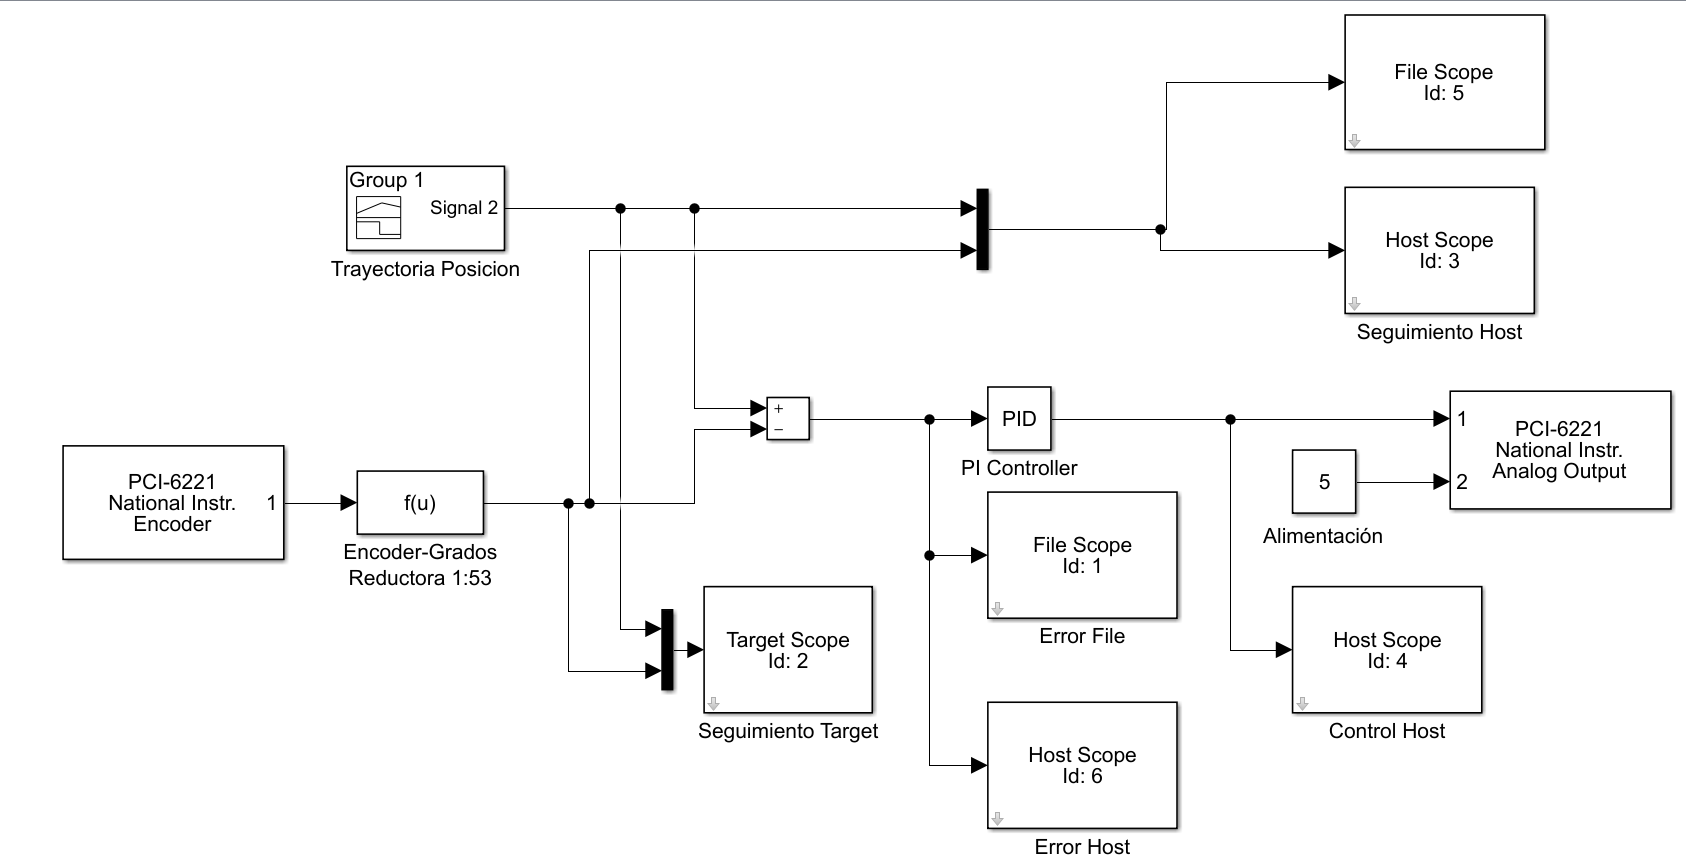 File Scope
Id: 5
Group 1
Signal 2
Trayectoria Posicion
Host Scope
Id: 3
Seguimiento Host
+
−
PID
PI Controller
1
2
PCI-6221
National Instr.
Analog Output
5
Alimentación
PCI-6221
National Instr.
Encoder
1
f(u)
Encoder-Grados
Reductora 1:53
File Scope
Id: 1
Error File
Target Scope
Id: 2
Seguimiento Target
Host Scope
Id: 4
Control Host
Host Scope
Id: 6
Error Host